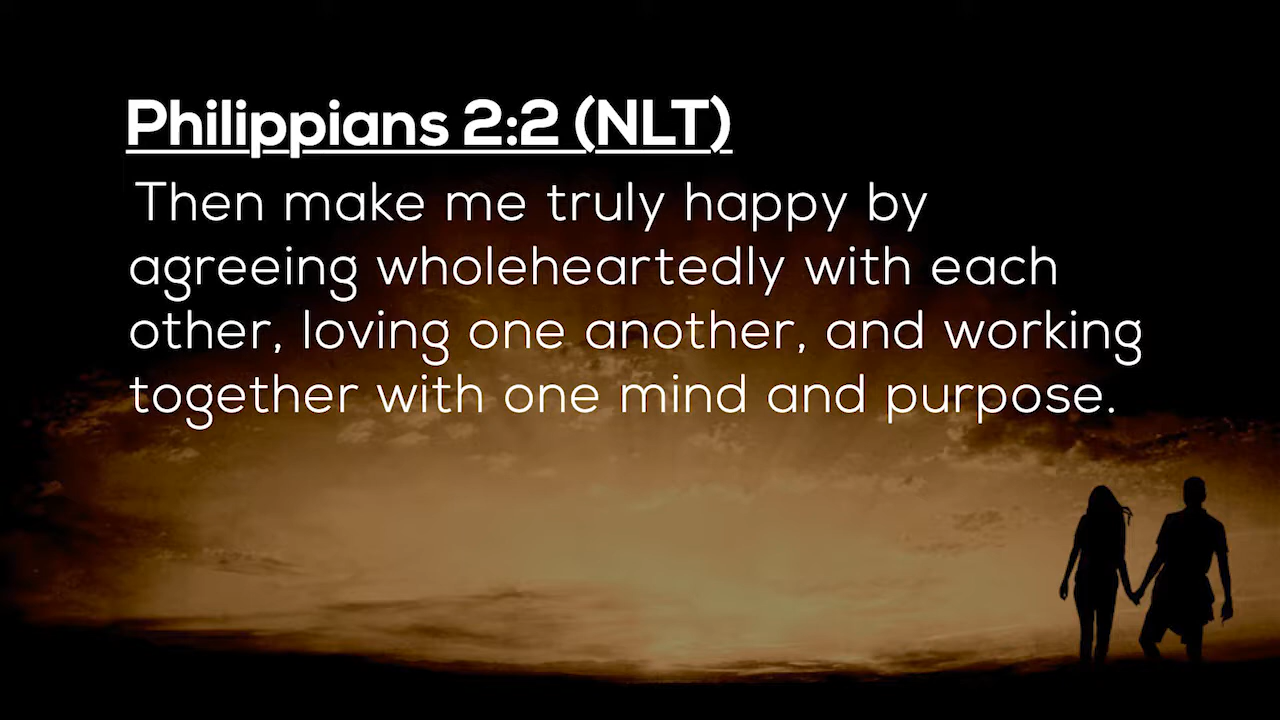 Philippians 2:2 (NLT)
Then make me truly happy by
agreeing wholeheartedly with each
other, loving one another, and working
together with one mind and purpose.